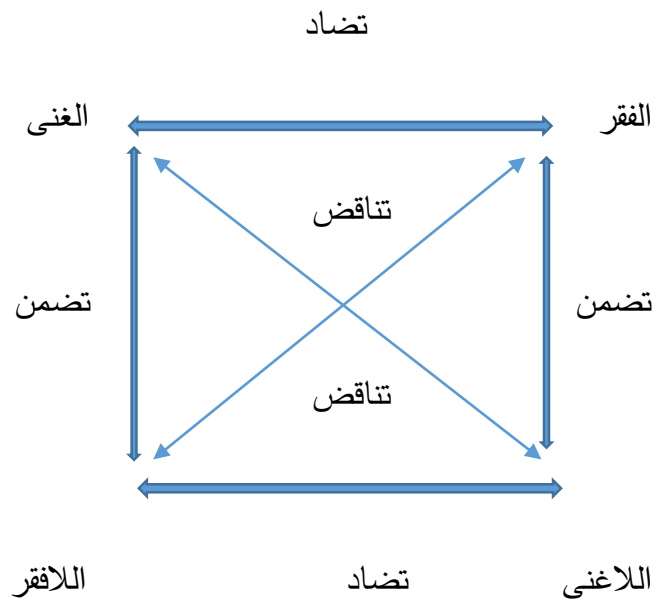 تضاد
الفقر الغنى
تناقض
تضمن تضمن
تناقض
اللاغنى تضاد اللافقر